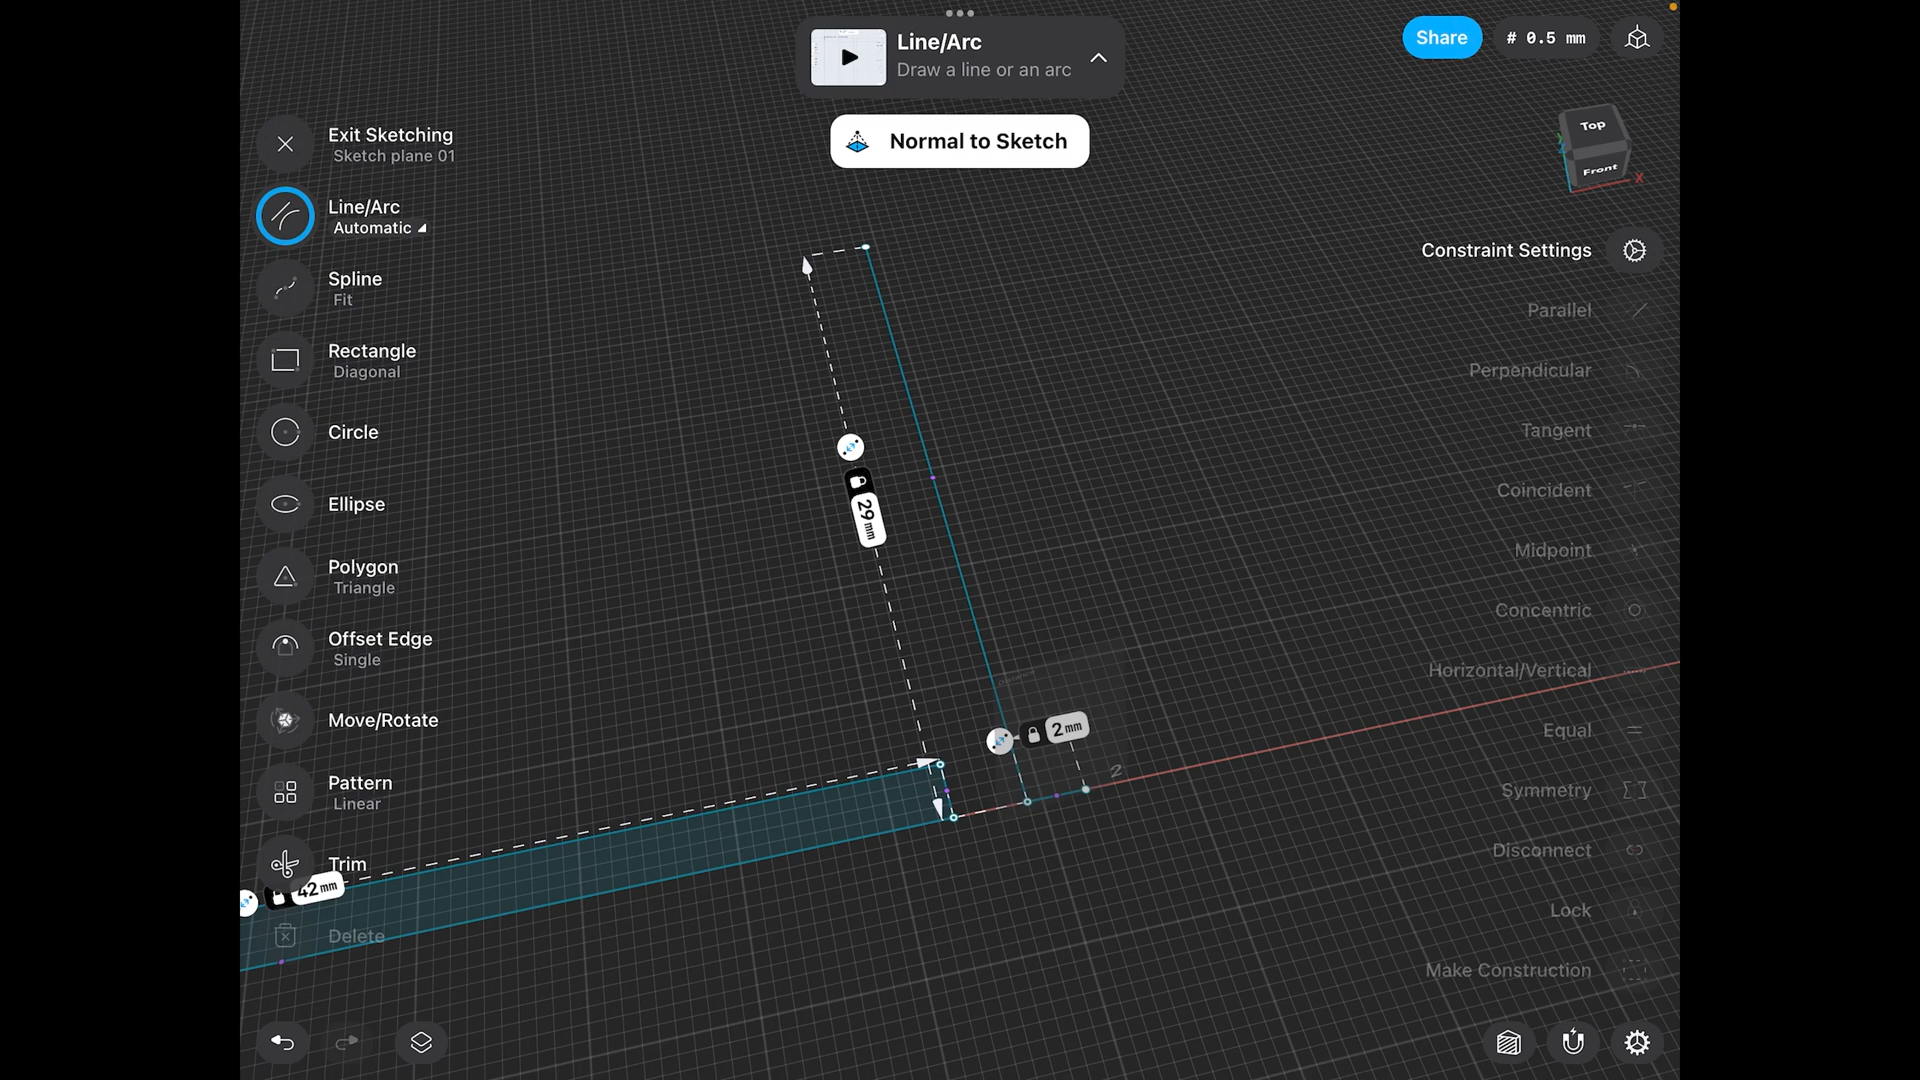 Line/Arc
Draw a line or an arc
Share
# 0.5 mm
Normal to Sketch
Top
Front
X
Exit Sketching
Sketch plane 01
Line/Arc
Automatic
Spline
Fit
Rectangle
Diagonal
Circle
Ellipse
Polygon
Triangle
Offset Edge
Single
Move/Rotate
Pattern
Linear
Trim
Delete
29 mm
2 mm
2
42 mm
Constraint Settings
Parallel
Perpendicular
Tangent
Coincident
Midpoint
Concentric
Horizontal/Vertical
Equal
Symmetry
Disconnect
Lock
Make Construction